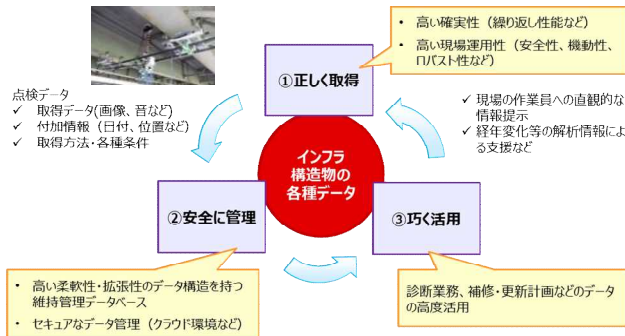 • 高い確実性（繰り返し性能など）
• 高い現場運用性（安全性、機動性、
ロバスト性など）
①正しく取得
点検データ
✓ 取得データ(画像、音など)
✓ 付加情報（日付、位置など）
✓ 取得方法・各種条件
✓ 現場の作業員への直観的な
情報提示
✓ 経年変化等の解析情報によ
る支援など
インフラ
構造物の
各種データ
②安全に管理
③巧く活用
• 高い柔軟性・拡張性のデータ構造を持つ
維持管理データベース
• セキュアなデータ管理（クラウド環境など）
診断業務、補修・更新計画などのデータ
の高度活用